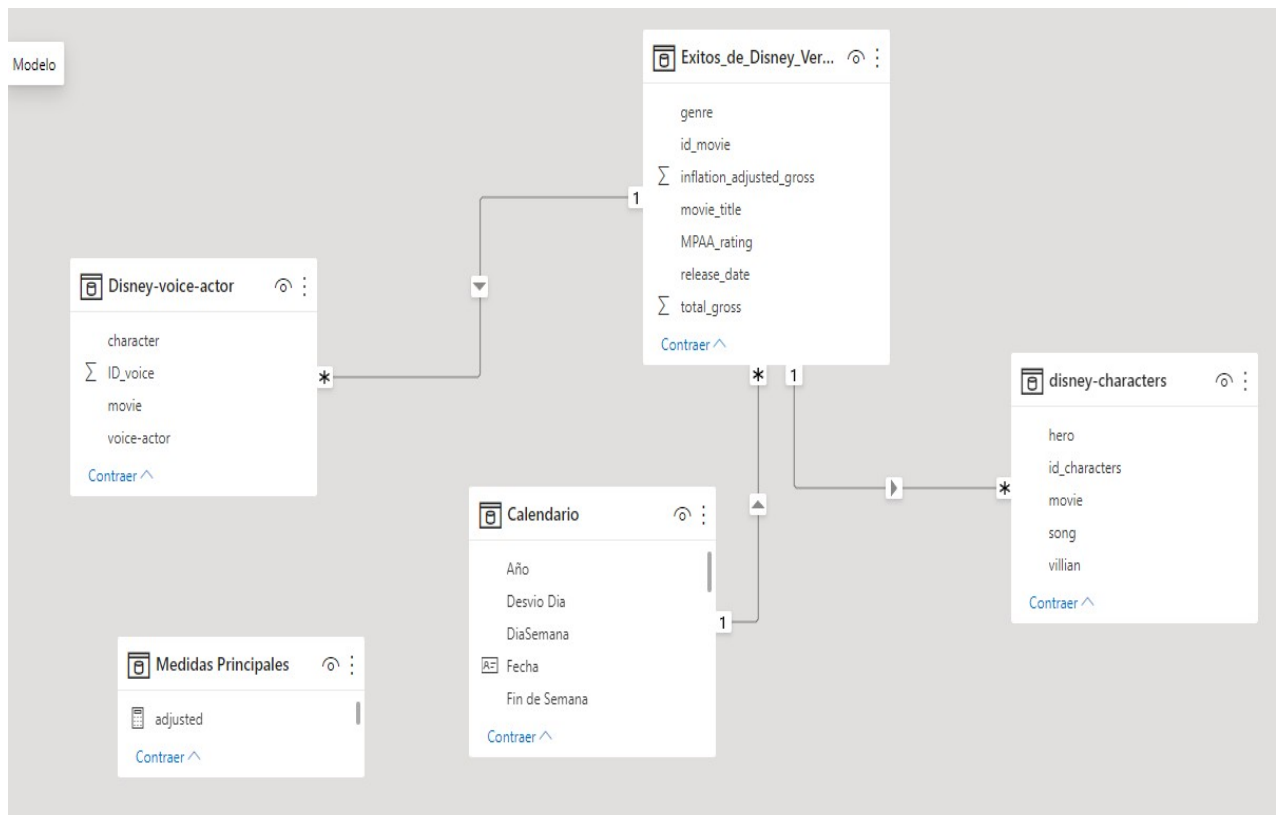 Modelo
Exitos_de_Disney_Ver...
genre
id_movie
inflation_adjusted_gross
movie_title
MPAA_rating
release_date
total_gross
Contraer
1
Disney-voice-actor
character
ID_voice
movie
voice-actor
Contraer
*
* 1
disney-characters
hero
id_characters
movie
song
villian
Contraer
*
Calendario
Año
Desvio Dia
DiaSemana
Fecha
Fin de Semana
Contraer
1
Medidas Principales
adjusted
Contraer